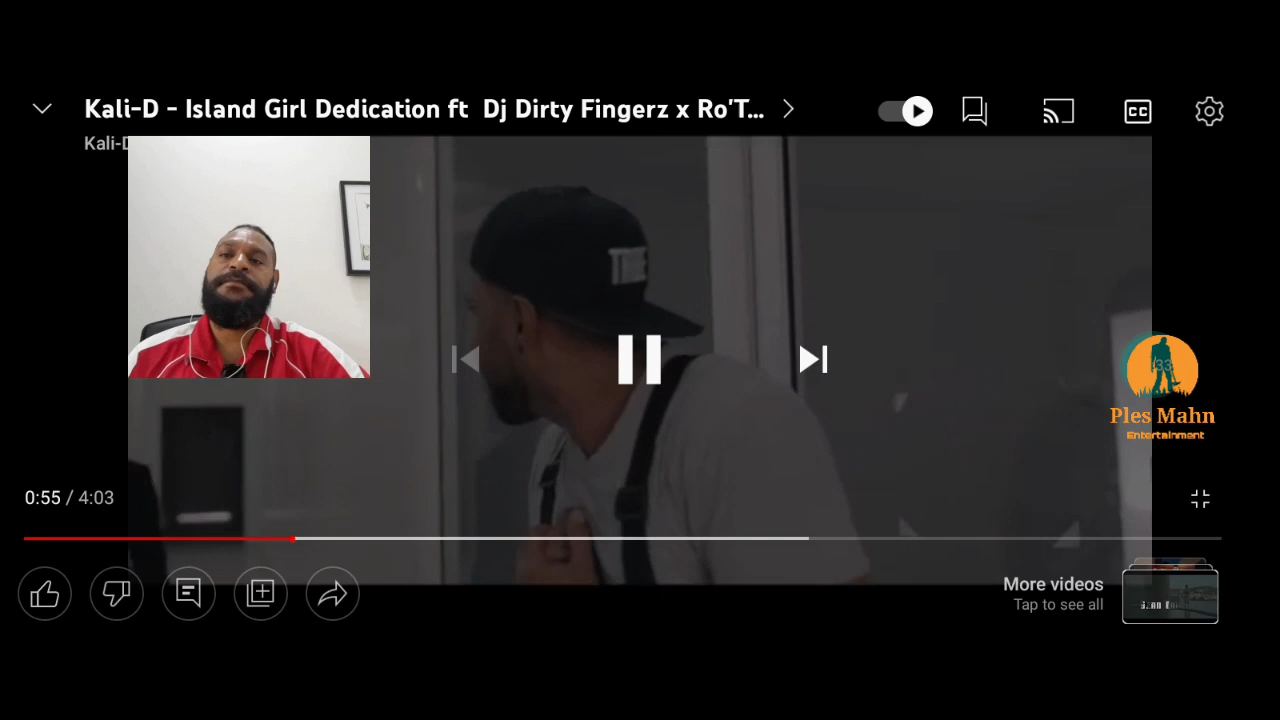 Kali-D - Island Girl Dedication ft Dj Dirty Fingerz x Ro'T...
Kali-D
CC
Ples Mahn
Entertainment
0:55 / 4:03
More videos
Tap to see all